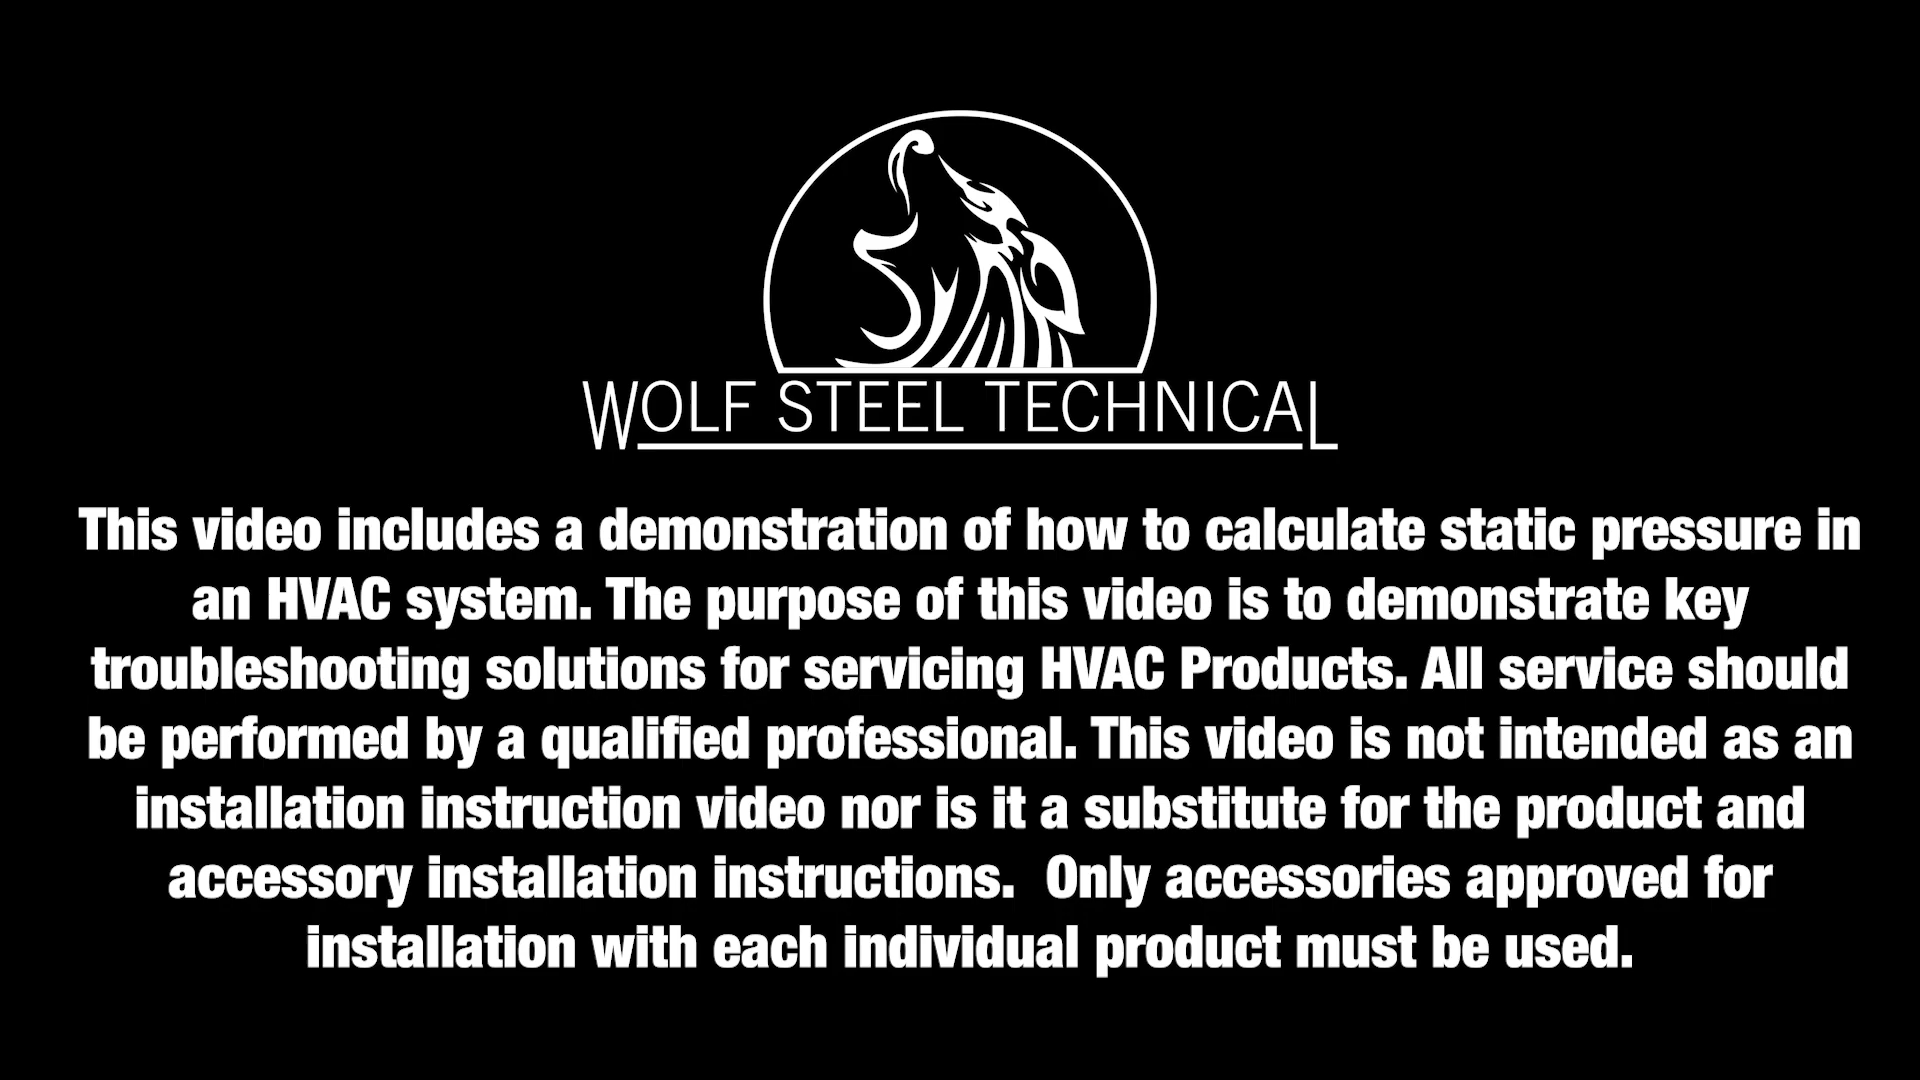 WOLF STEEL TECHNICAL
This video includes a demonstration of how to calculate static pressure in
an HVAC system. The purpose of this video is to demonstrate key
troubleshooting solutions for servicing HVAC Products. All service should
be performed by a qualified professional. This video is not intended as an
installation instruction video nor is it a substitute for the product and
accessory installation instructions.  Only accessories approved for
installation with each individual product must be used.